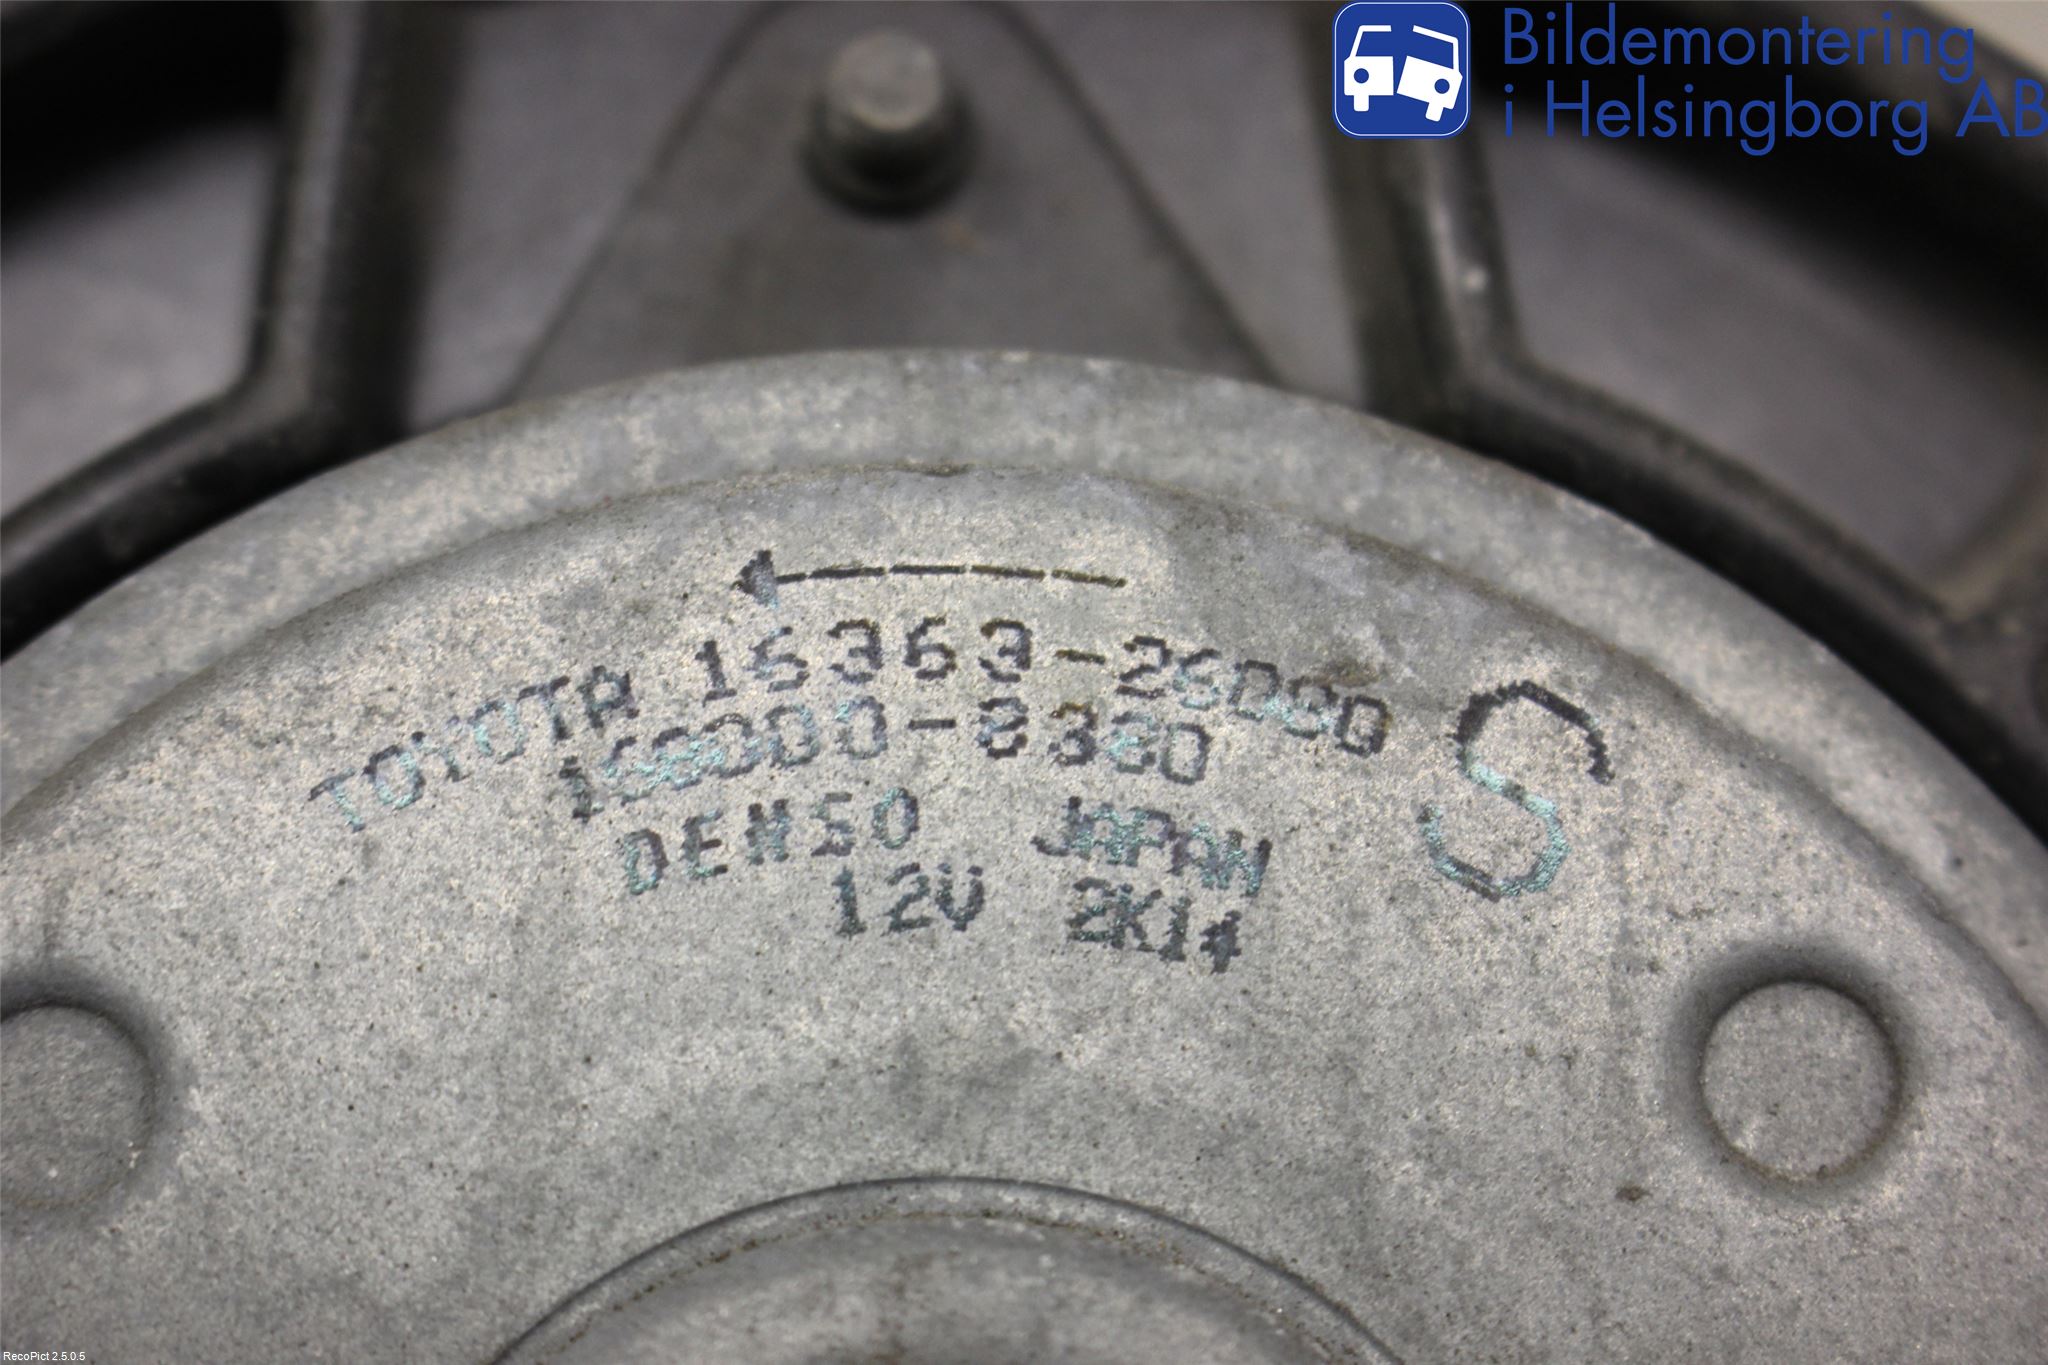 Bildemontering
i Helsingborg AB
TOYOTA 16363-26080
168000-8380
S
DENSO JAPAN
12V 2K14
RecoPict 2.5.0.5